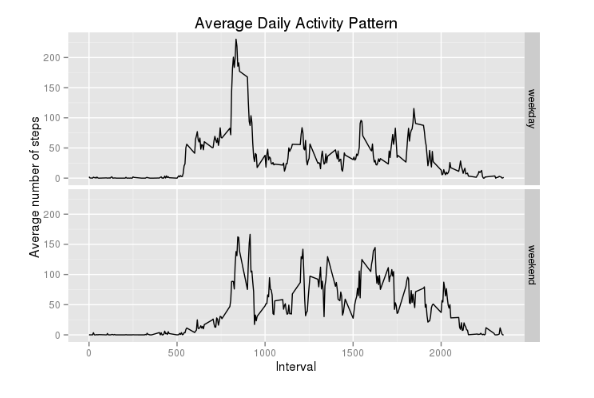 Average Daily Activity Pattern
Average number of steps
200
150
100
50
0
weekday
200
150
100
50
0
weekend
0 500 1000 1500 2000
Interval